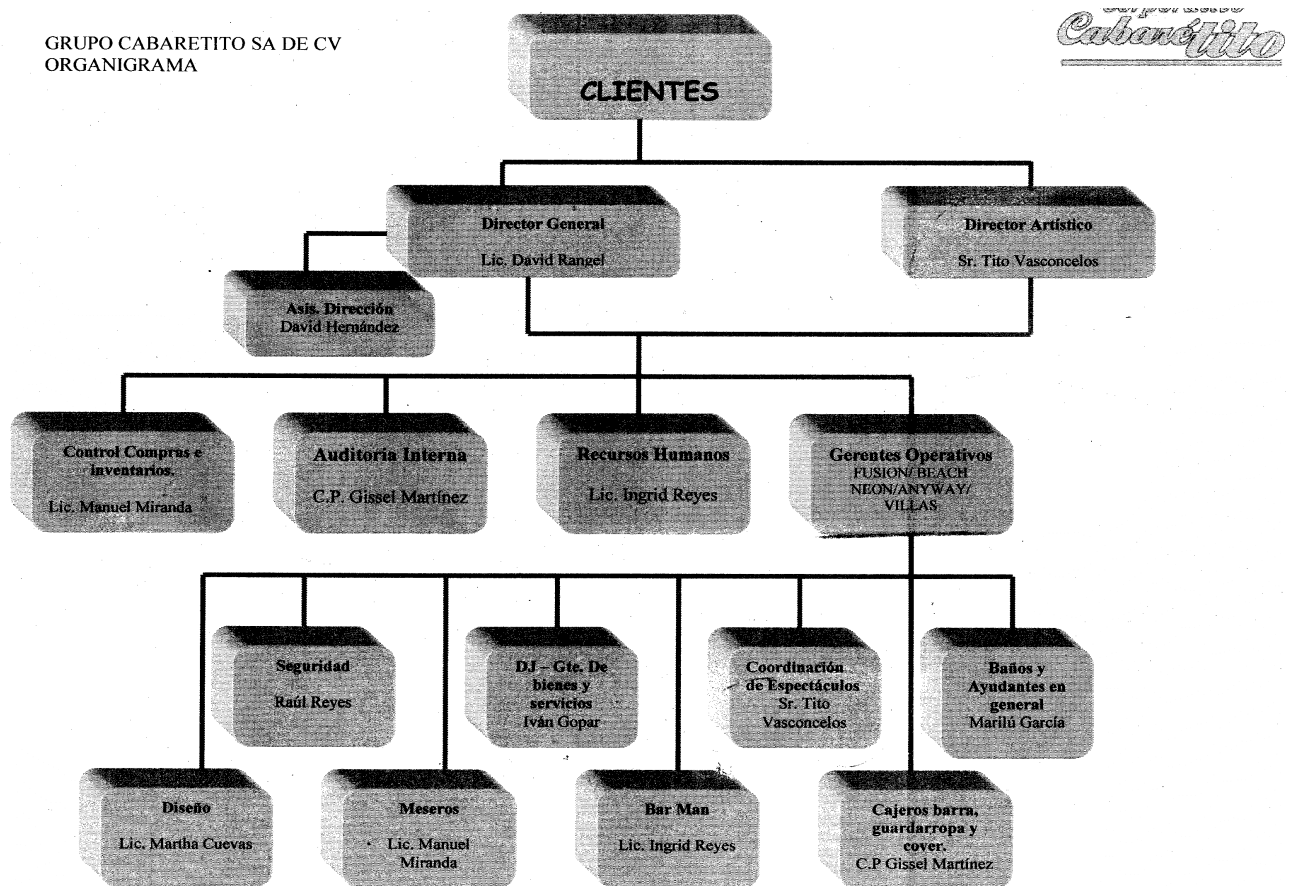 GRUPO CABARETITO SA DE CV
ORGANIGRAMA
Corporativo
Cabarétito
CLIENTES
Director General
Lic. David Rangel
Director Artístico
Sr. Tito Vasconcelos
Asis. Dirección
David Hernández
Control Compras e
inventarios.
Lic. Manuel Miranda
Auditoría Interna
C.P. Gissel Martínez
Recursos Humanos
Lic. Ingrid Reyes
Gerentes Operativos
FUSION/ BEACH
NEON/ANYWAY/
VILLAS
Seguridad
Raúl Reyes
DJ – Gte. De
bienes y
servicios
Iván Gopar
Coordinación
de Espectáculos
Sr. Tito
Vasconcelos
Baños y
Ayudantes en
general
Marilú García
Diseño
Lic. Martha Cuevas
Meseros
Lic. Manuel
Miranda
Bar Man
Lic. Ingrid Reyes
Cajeros barra,
guardarropa y
cover.
C.P Gissel Martínez